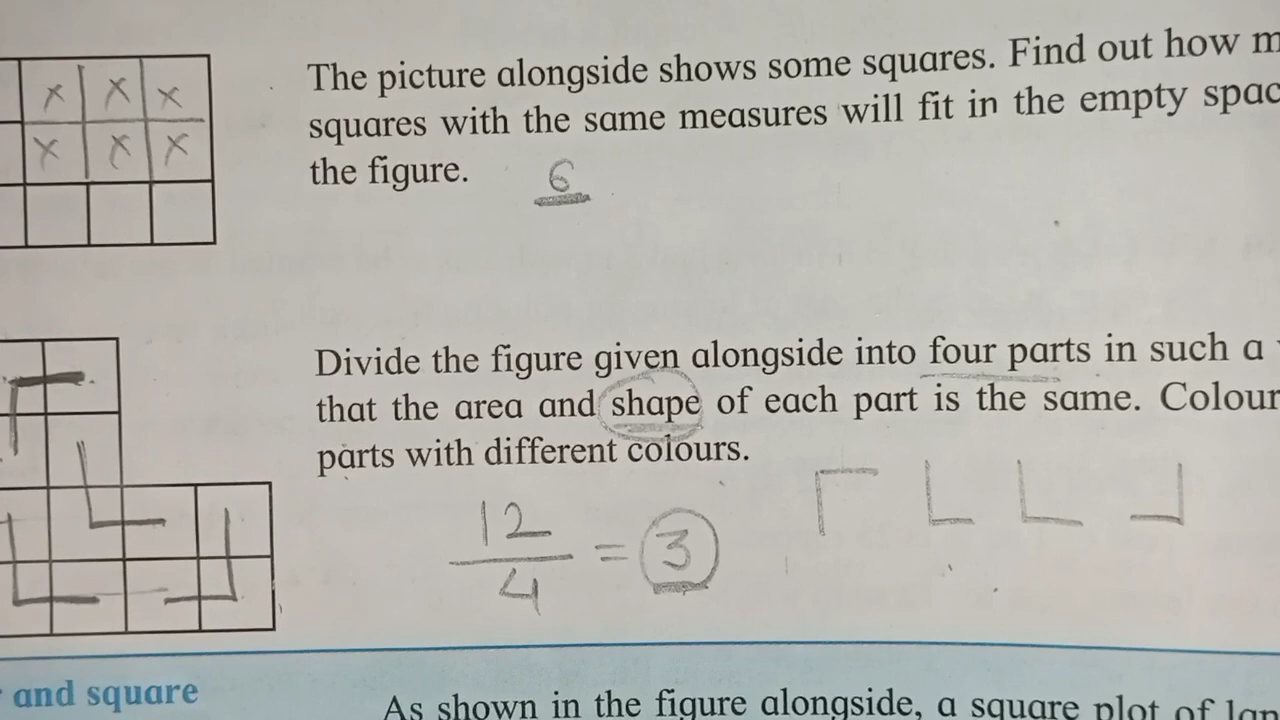 The picture alongside shows some squares. Find out how
squares with the same measures will fit in the empty
the figure. 6
Divide the figure given alongside into four parts in such a
that the area and shape of each part is the same. Colour
parts with different colours.
12
4 = 3
and square
As shown in the figure alongside, a square plot of